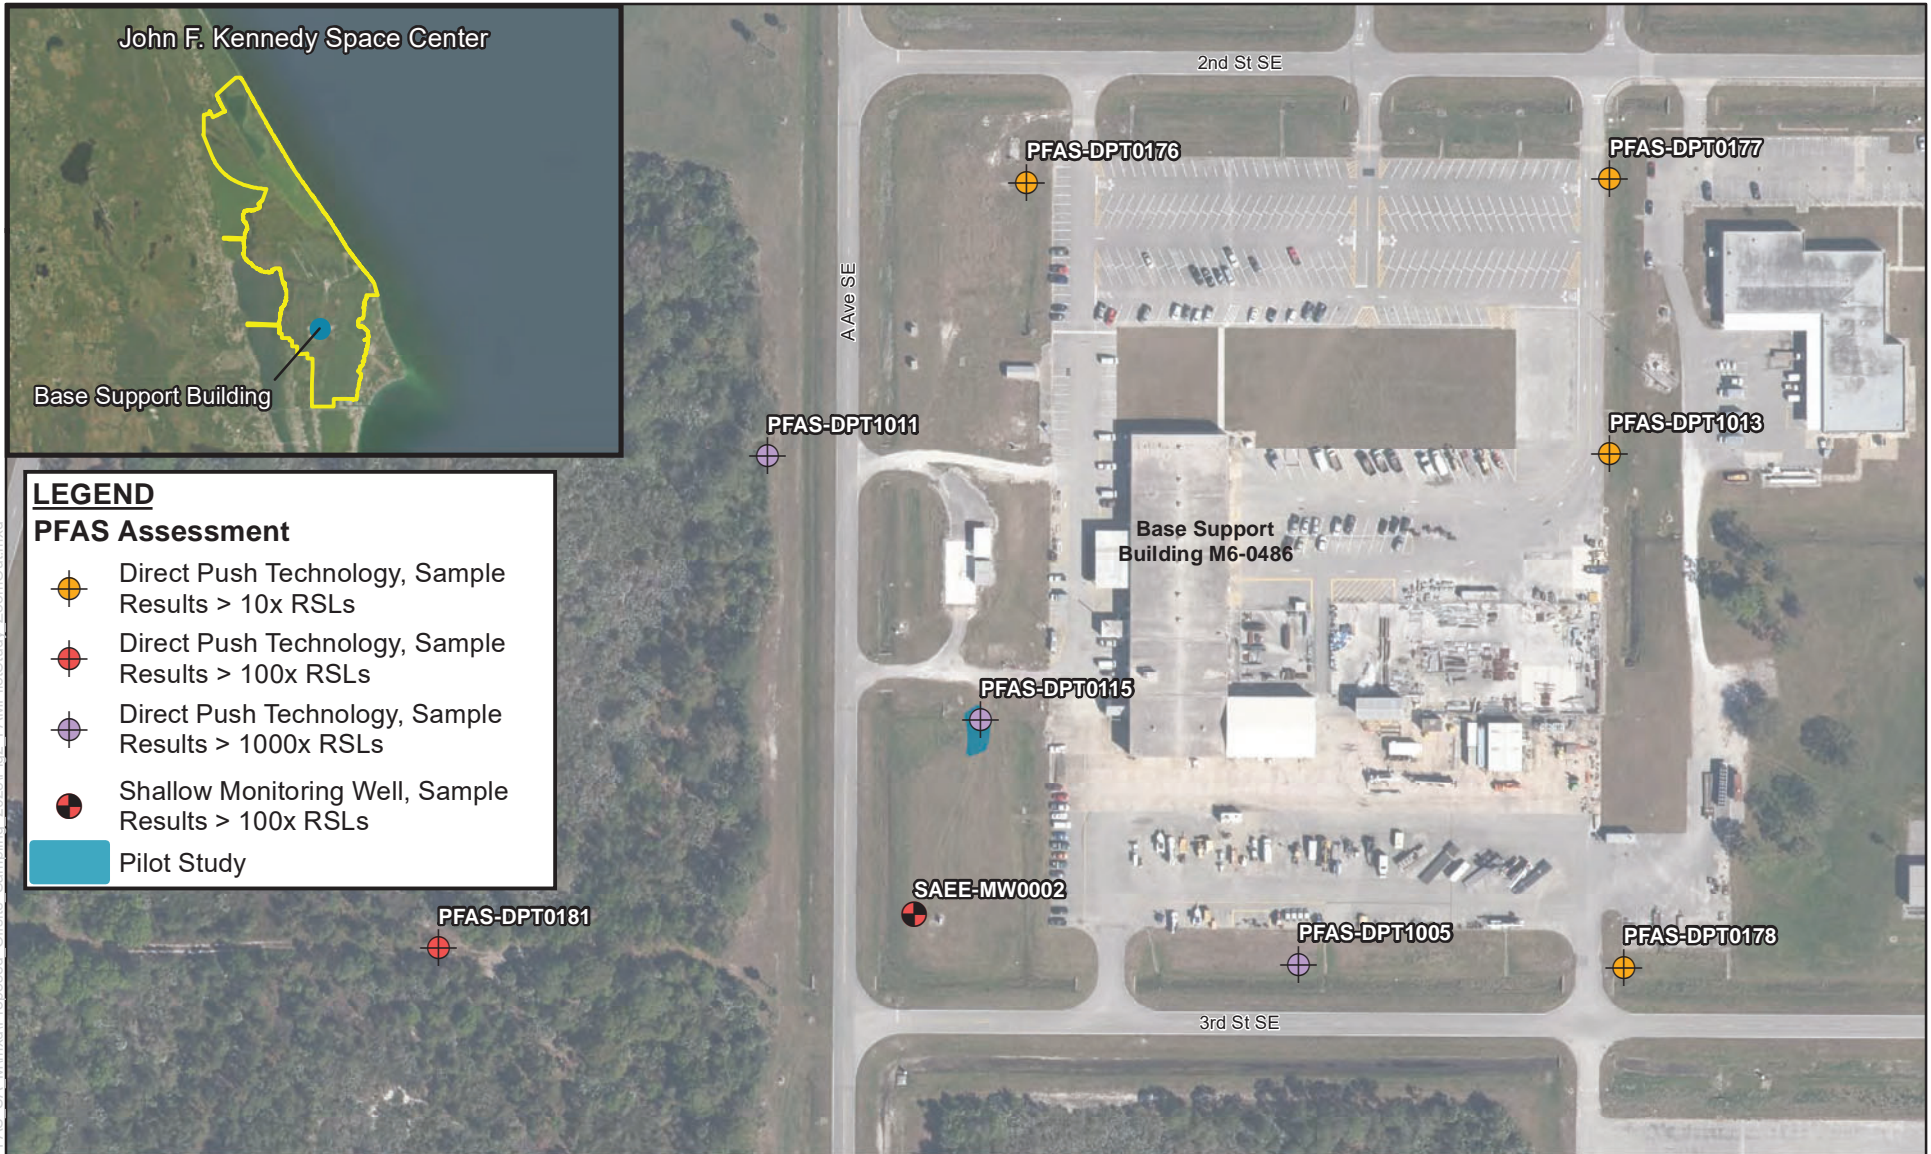 John F. Kennedy Space Center
Base Support Building
2nd St SE
PFAS-DPT0176
PFAS-DPT0177
A Ave SE
PFAS-DPT1011
PFAS-DPT1013
LEGEND
PFAS Assessment
Direct Push Technology, Sample
Results > 10x RSLs
Direct Push Technology, Sample
Results > 100x RSLs
Direct Push Technology, Sample
Results > 1000x RSLs
Shallow Monitoring Well, Sample
Results > 100x RSLs
Pilot Study
Base Support
Building M6-0486
PFAS-DPT0115
SAEE-MW0002
PFAS-DPT0181
PFAS-DPT1005
PFAS-DPT0178
3rd St SE